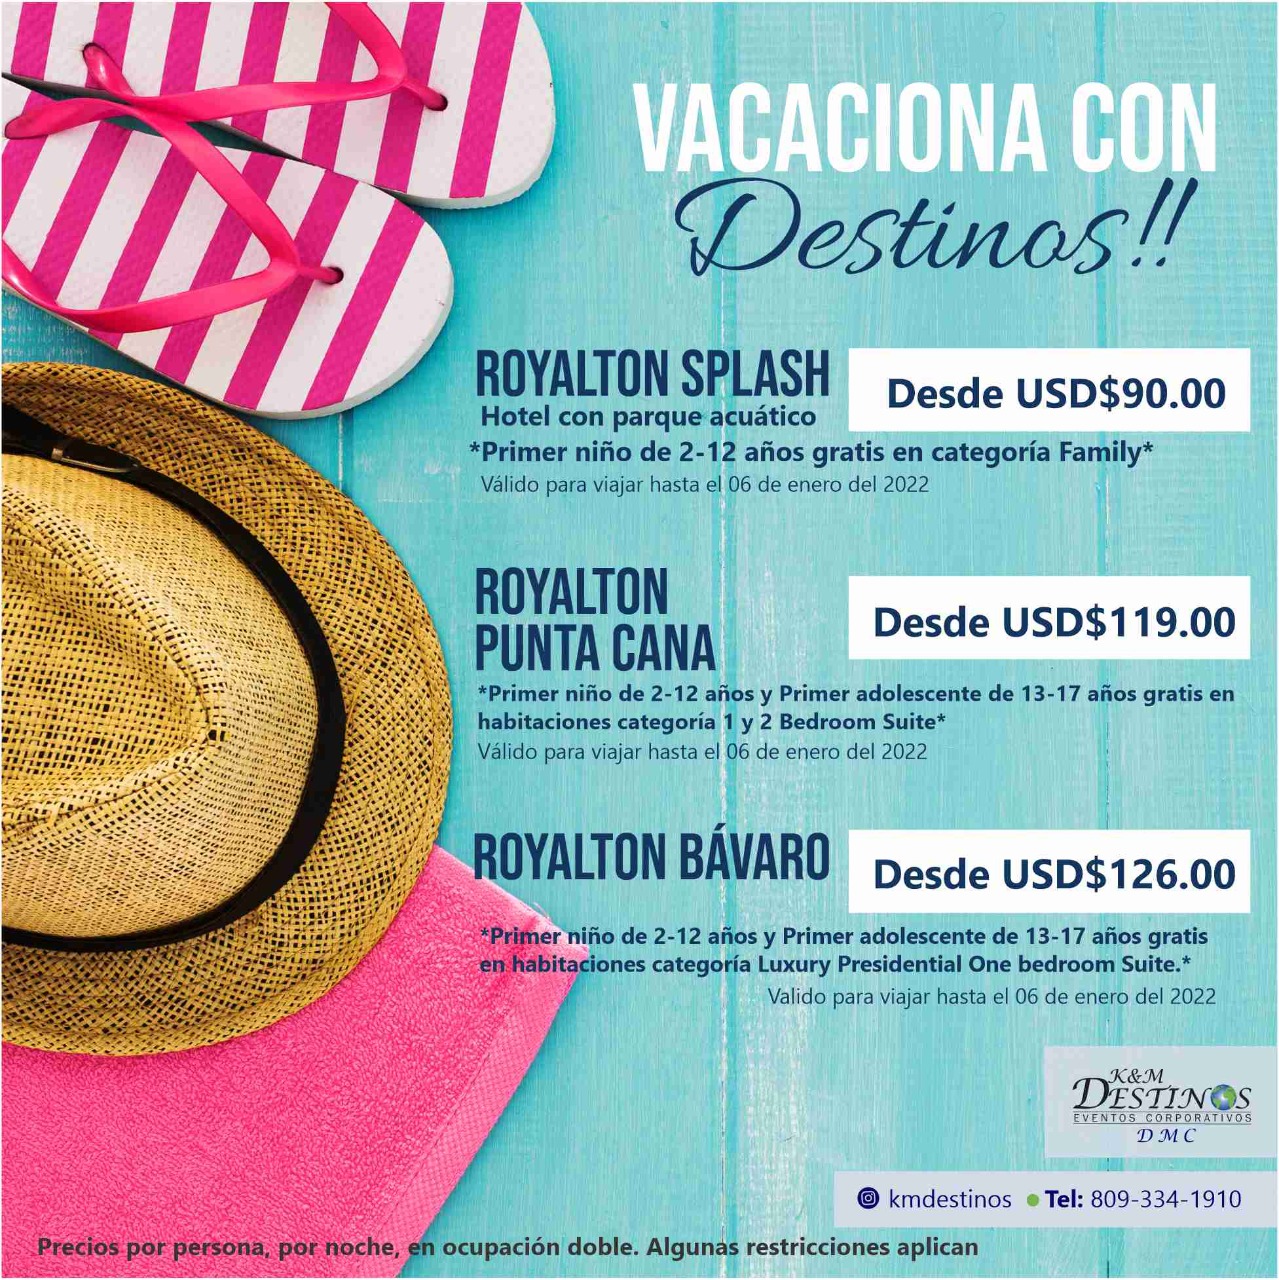 VACACIONA CON
Destinos!!
ROYALTON SPLASH
Desde USD$90.00
Hotel con parque acuático
*Primer niño de 2-12 años gratis en categoría Family*
Válido para viajar hasta el 06 de enero del 2022
ROYALTON
PUNTA CANA
Desde USD$119.00
*Primer niño de 2-12 años y Primer adolescente de 13-17 años gratis en
habitaciones categoría 1 y 2 Bedroom Suite*
Válido para viajar hasta el 06 de enero del 2022
ROYALTON BÁVARO
Desde USD$126.00
*Primer niño de 2-12 años y Primer adolescente de 13-17 años gratis
en habitaciones categoría Luxury Presidential One bedroom Suite.*
Valido para viajar hasta el 06 de enero del 2022
K&M
DESTINOS
EVENTOS CORPORATIVOS
DMC
kmdestinos Tel: 809-334-1910
Precios por persona, por noche, en ocupación doble. Algunas restricciones aplican